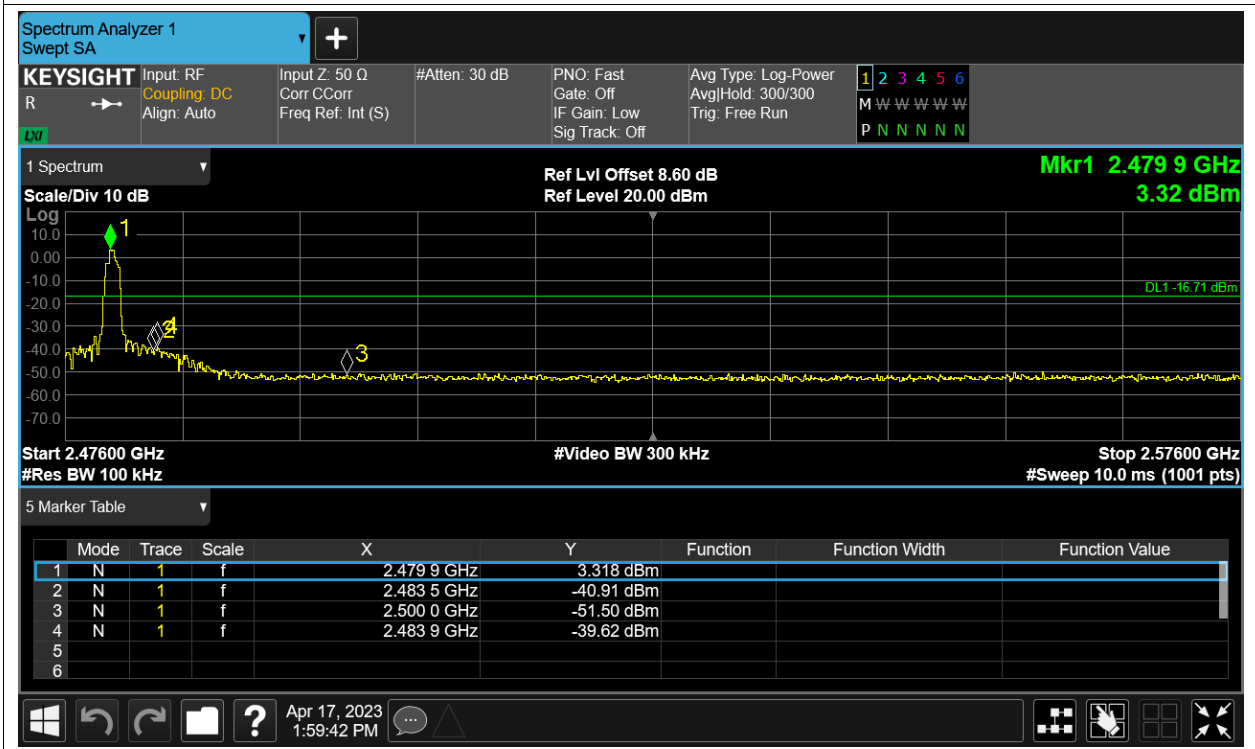 Spectrum Analyzer 1
Swept SA
KEYSIGHT Input: RF Input Z: 50 Ω #Atten: 30 dB PNO: Fast Avg Type: Log-Power 1 2 3 4 5 6
R Coupling: DC Corr CCorr Gate: Off Avg|Hold: 300/300 M W W W W W
Align: Auto Freq Ref: Int (S) IF Gain: Low Trig: Free Run
LXI Sig Track: Off P N N N N N
1 Spectrum Ref Lvl Offset 8.60 dB Mkr1 2.479 9 GHz
Scale/Div 10 dB Ref Level 20.00 dBm 3.32 dBm
Log
1
10.0
0.00
-10.0
DL1 -16.71 dBm
-20.0
-30.0
4
-40.0
3
-50.0
-60.0
-70.0
Start 2.47600 GHz #Video BW 300 kHz Stop 2.57600 GHz
#Res BW 100 kHz #Sweep 10.0 ms (1001 pts)
5 Marker Table
Mode Trace Scale X Y Function Function Width Function Value
1 N 1 f 2.479 9 GHz 3.318 dBm
2 N 1 f 2.483 5 GHz -40.91 dBm
3 N 1 f 2.500 0 GHz -51.50 dBm
4 N 1 f 2.483 9 GHz -39.62 dBm
5
6
? Apr 17, 2023
1:59:42 PM